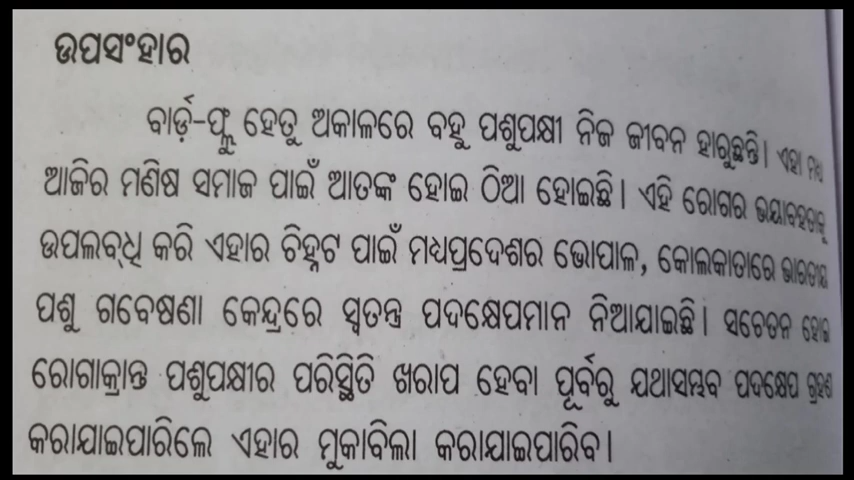 ଉପସଂହାର
ବାର୍ଡ଼-ଫ୍ଲୁ ହେତୁ ଅକାଳରେ ବହୁ ପଶୁପକ୍ଷୀ ନିଜ ଜୀବନ ହାରୁଛନ୍ତି। ଏହା ମଧ୍ୟ
ଆଜିର ମଣିଷ ସମାଜ ପାଇଁ ଆତଙ୍କ ହୋଇ ଠିଆ ହୋଇଛି। ଏହି ରୋଗର ଭୟାବହତାକୁ
ଉପଲବ୍ଧି କରି ଏହାର ଚିହ୍ନଟ ପାଇଁ ମଧ୍ୟପ୍ରଦେଶର ଭୋପାଳ, କୋଲକାତାରେ ଭାରତୀୟ
ପଶୁ ଗବେଷଣା କେନ୍ଦ୍ରରେ ସ୍ୱତନ୍ତ୍ର ପଦକ୍ଷେପମାନ ନିଆଯାଇଛି। ସଚେତନ ହୋଇ
ରୋଗାକ୍ରାନ୍ତ ପଶୁପକ୍ଷୀର ପରିସ୍ଥିତି ଖରାପ ହେବା ପୂର୍ବରୁ ଯଥାସମ୍ଭବ ପଦକ୍ଷେପ ଗ୍ରହଣ
କରାଯାଇପାରିଲେ ଏହାର ମୁକାବିଲା କରାଯାଇପାରିବ।